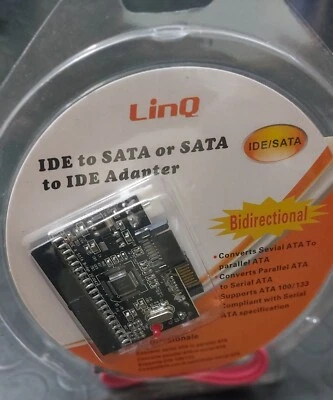 LinQ
IDE/SATA
IDE to SATA or SATA
to IDE Adapter
Bidirectional
Converts Sevial ATA To
parallel ATA
Converts Parallel ATA
to Serial ATA
Supports ATA 100/133
Compliant with Serial
ATA specification